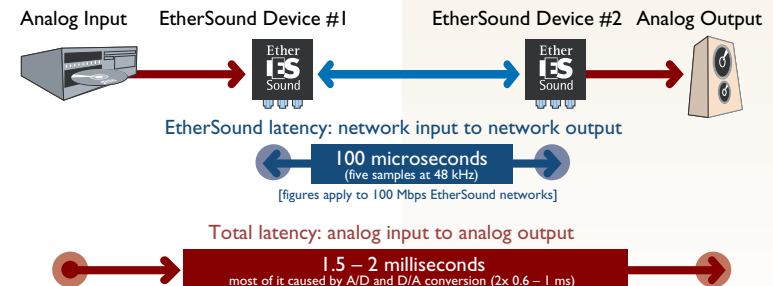 Analog Input
EtherSound Device #1
EtherSound Device #2
Analog Output
Ether
ES
Sound
Ether
ES
Sound
EtherSound latency: network input to network output
100 microseconds
(five samples at 48 kHz)
[figures apply to 100 Mbps EtherSound networks]
Total latency: analog input to analog output
1.5 – 2 milliseconds
most of it caused by A/D and D/A conversion (2x 0.6 – 1 ms)